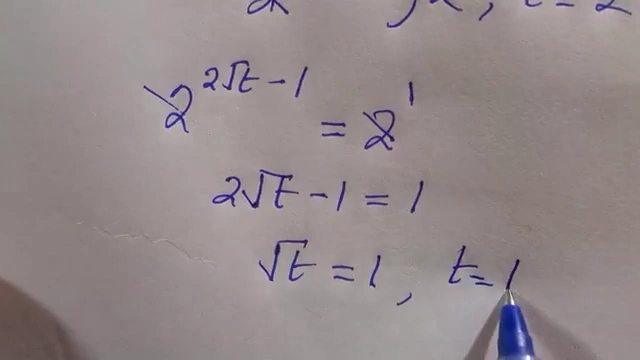 2^{2√t - 1} = 2^1
2√t - 1 = 1
√t = 1, t = 1